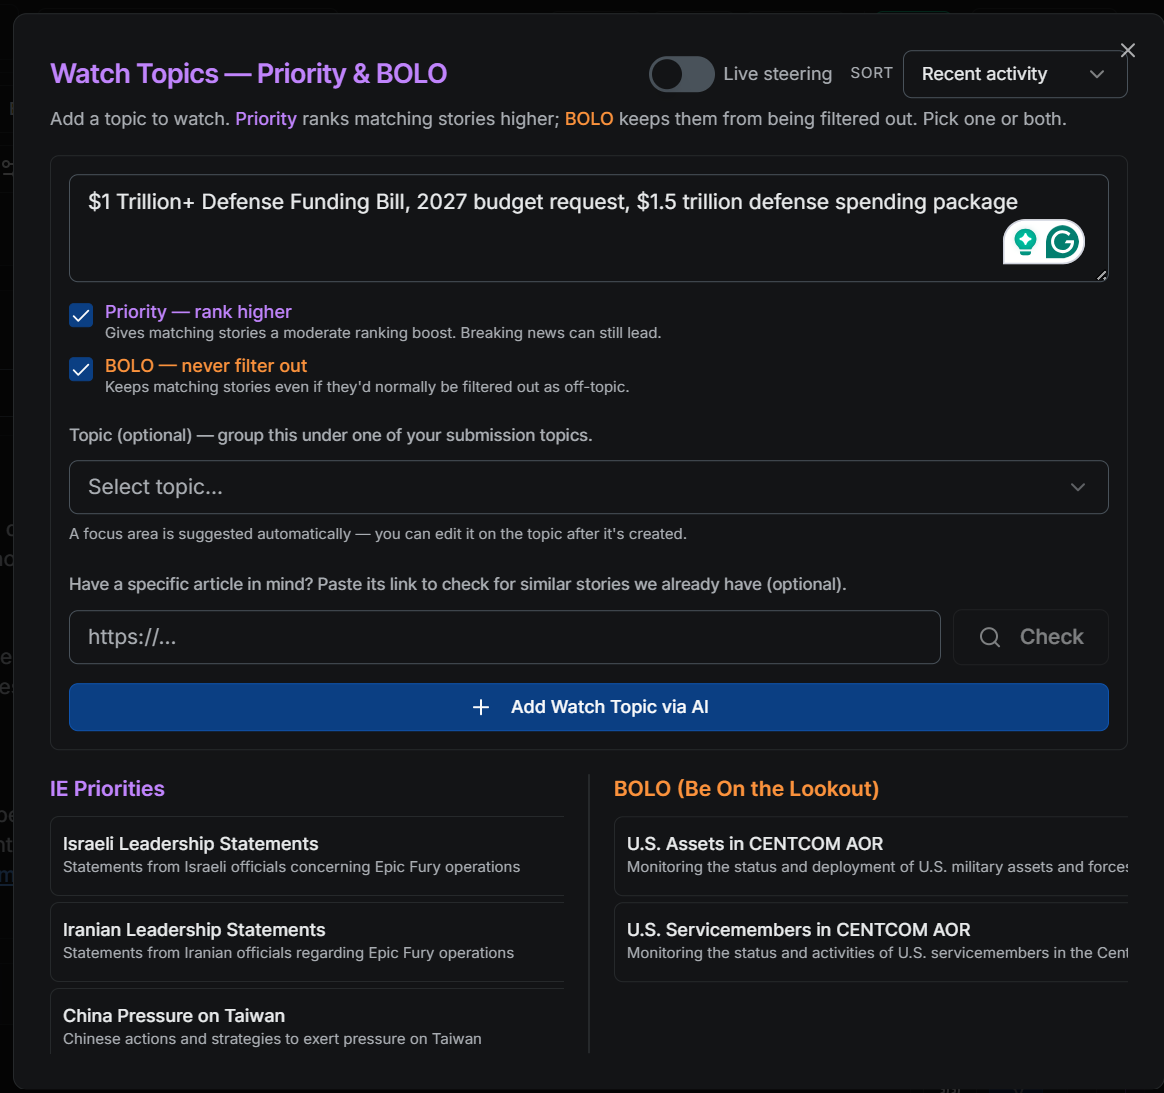 Watch Topics — Priority & BOLO
Live steering
SORT
Recent activity
Add a topic to watch. Priority ranks matching stories higher; BOLO keeps them from being filtered out. Pick one or both.
$1 Trillion+ Defense Funding Bill, 2027 budget request, $1.5 trillion defense spending package
Priority — rank higher
Gives matching stories a moderate ranking boost. Breaking news can still lead.
BOLO — never filter out
Keeps matching stories even if they'd normally be filtered out as off-topic.
Topic (optional) — group this under one of your submission topics.
Select topic...
A focus area is suggested automatically — you can edit it on the topic after it's created.
Have a specific article in mind? Paste its link to check for similar stories we already have (optional).
https://...
Check
Add Watch Topic via AI
IE Priorities
Israeli Leadership Statements
Statements from Israeli officials concerning Epic Fury operations
Iranian Leadership Statements
Statements from Iranian officials regarding Epic Fury operations
China Pressure on Taiwan
Chinese actions and strategies to exert pressure on Taiwan
BOLO (Be On the Lookout)
U.S. Assets in CENTCOM AOR
Monitoring the status and deployment of U.S. military assets and forces
U.S. Servicemembers in CENTCOM AOR
Monitoring the status and activities of U.S. servicemembers in the Cent